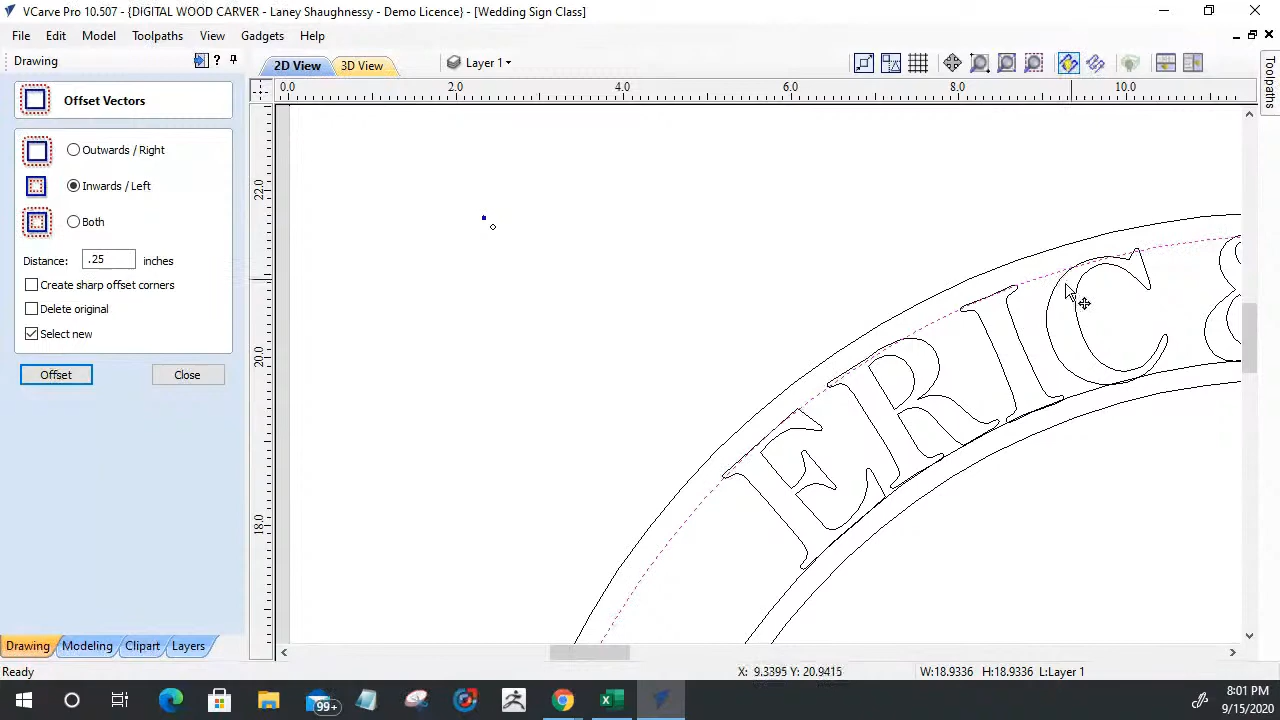 VCarve Pro 10.507 - {DIGITAL WOOD CARVER - Laney Shaughnessy - Demo Licence} - [Wedding Sign Class]
File Edit Model Toolpaths View Gadgets Help
Drawing ?
2D View 3D View Layer 1
Offset Vectors
Outwards / Right
Inwards / Left
Both
Distance: .25 inches
Create sharp offset corners
Delete original
Select new
Offset Close
Drawing Modeling Clipart Layers
0.0 2.0 4.0 6.0 8.0 10.0
22.0
20.0
18.0
ERIC &
Toolpaths
Ready X: 9.3395 Y: 20.9415 W:18.9336 H:18.9336 L:Layer 1
99+
8:01 PM
9/15/2020